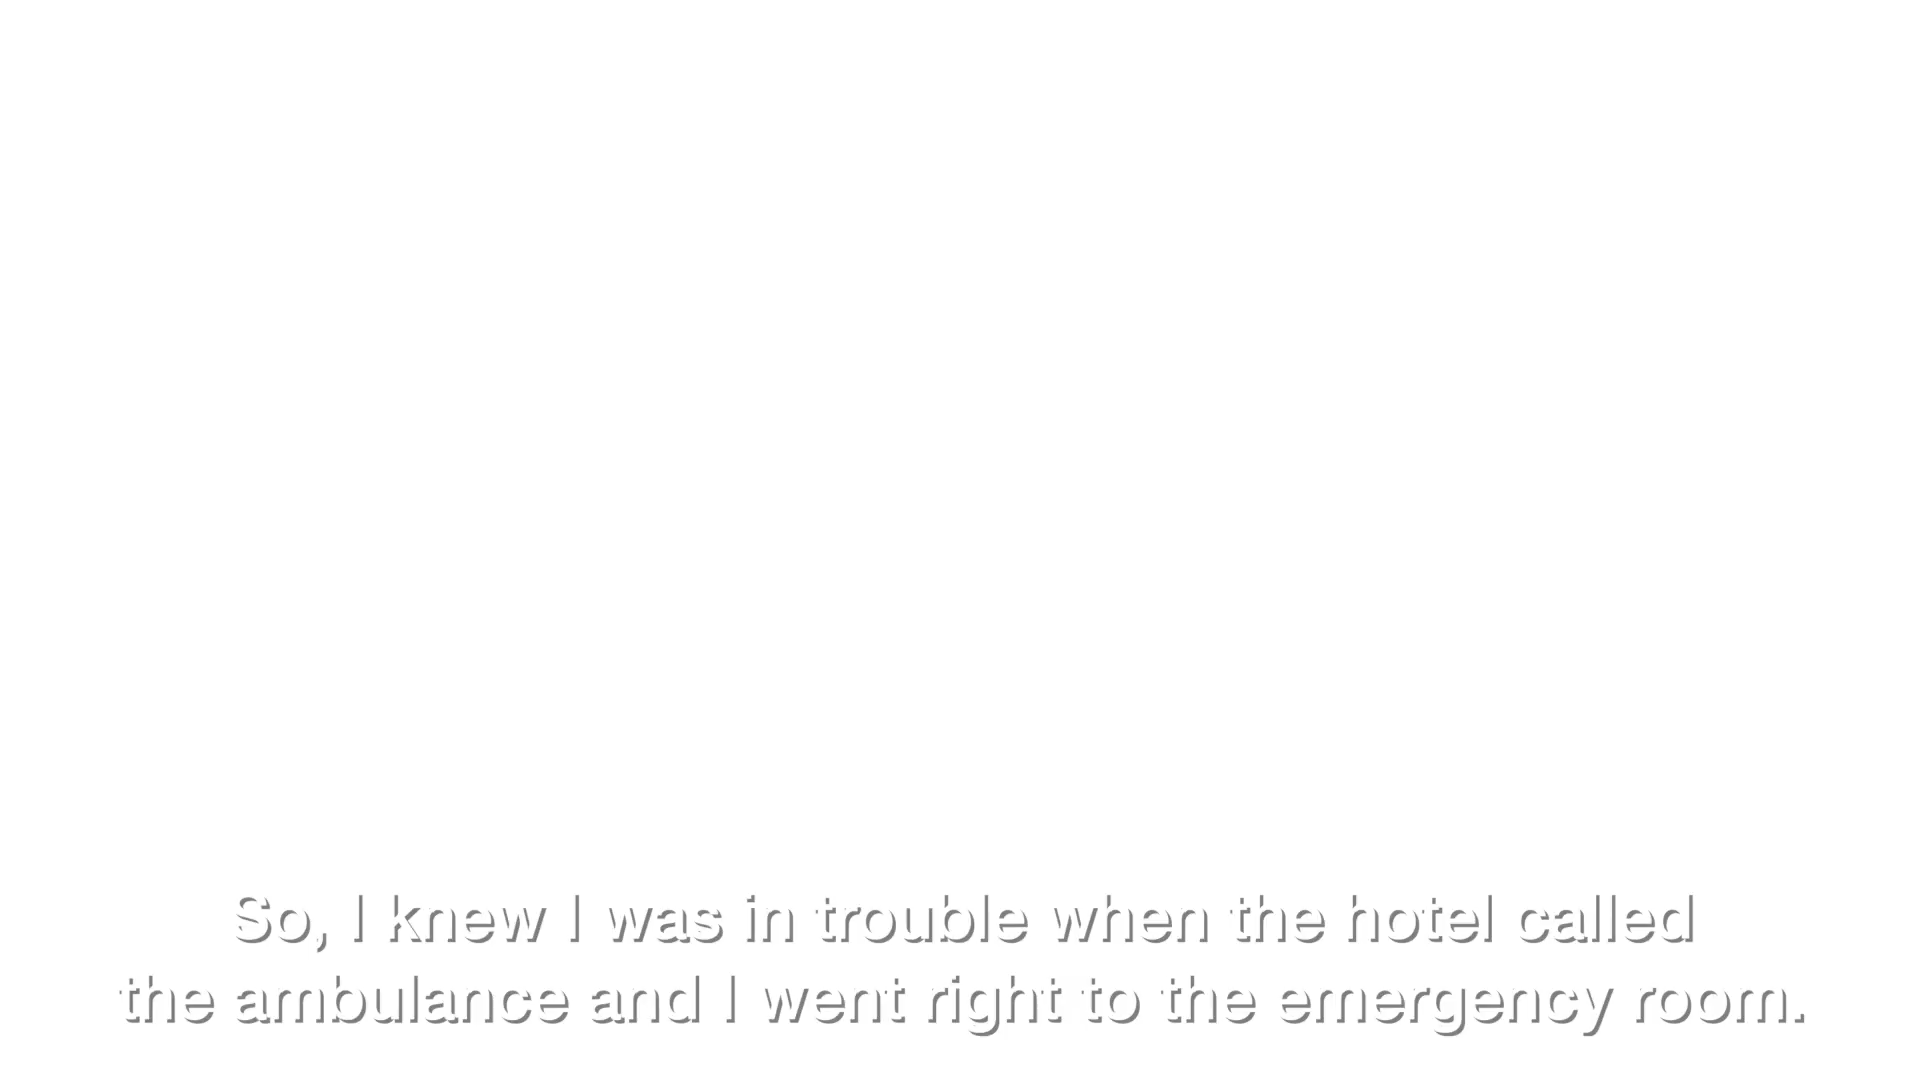 So, I knew I was in trouble when the hotel called
the ambulance and I went right to the emergency room.